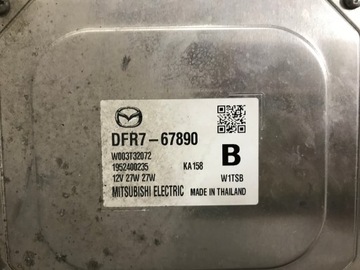 DFR7-67890
W003T32072
1952400235 KA158 B
12V 27W 27W W1TSB
MITSUBISHI ELECTRIC MADE IN THAILAND